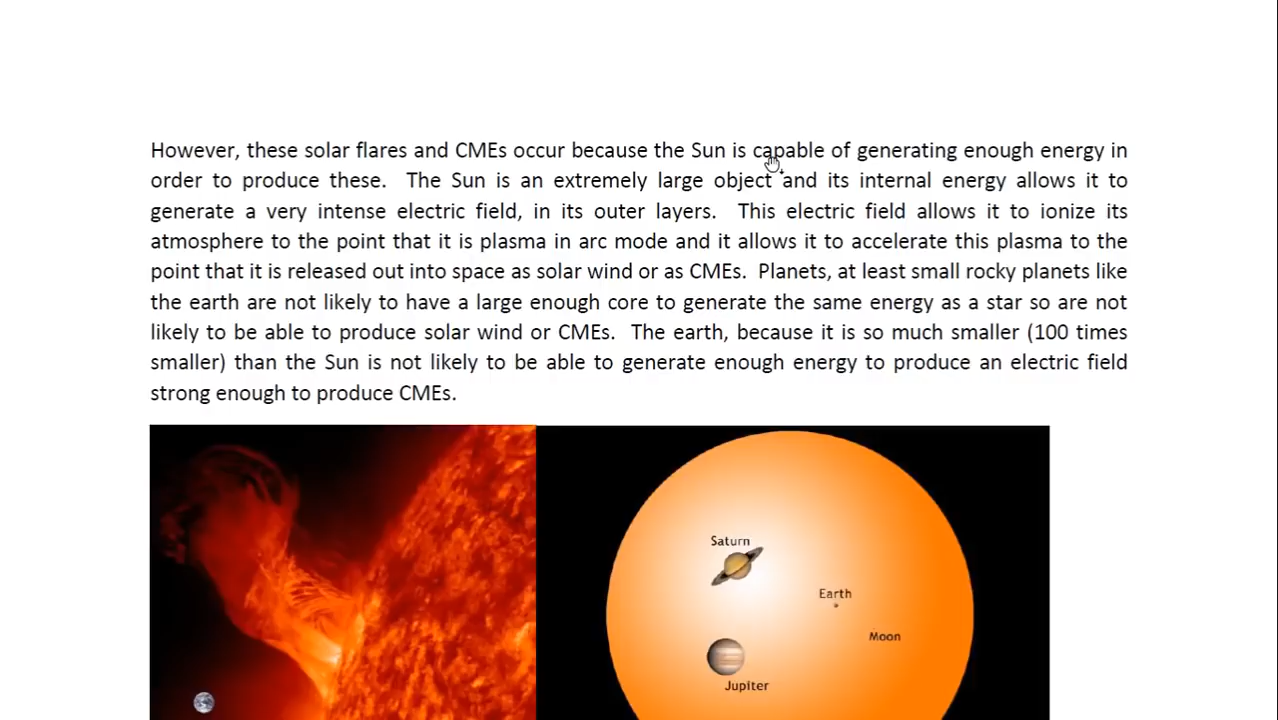 However, these solar flares and CMEs occur because the Sun is capable of generating enough energy in
order to produce these.  The Sun is an extremely large object and its internal energy allows it to
generate a very intense electric field, in its outer layers.  This electric field allows it to ionize its
atmosphere to the point that it is plasma in arc mode and it allows it to accelerate this plasma to the
point that it is released out into space as solar wind or as CMEs.  Planets, at least small rocky planets like
the earth are not likely to have a large enough core to generate the same energy as a star so are not
likely to be able to produce solar wind or CMEs.  The earth, because it is so much smaller (100 times
smaller) than the Sun is not likely to be able to generate enough energy to produce an electric field
strong enough to produce CMEs.
Saturn
Earth
Moon
Jupiter